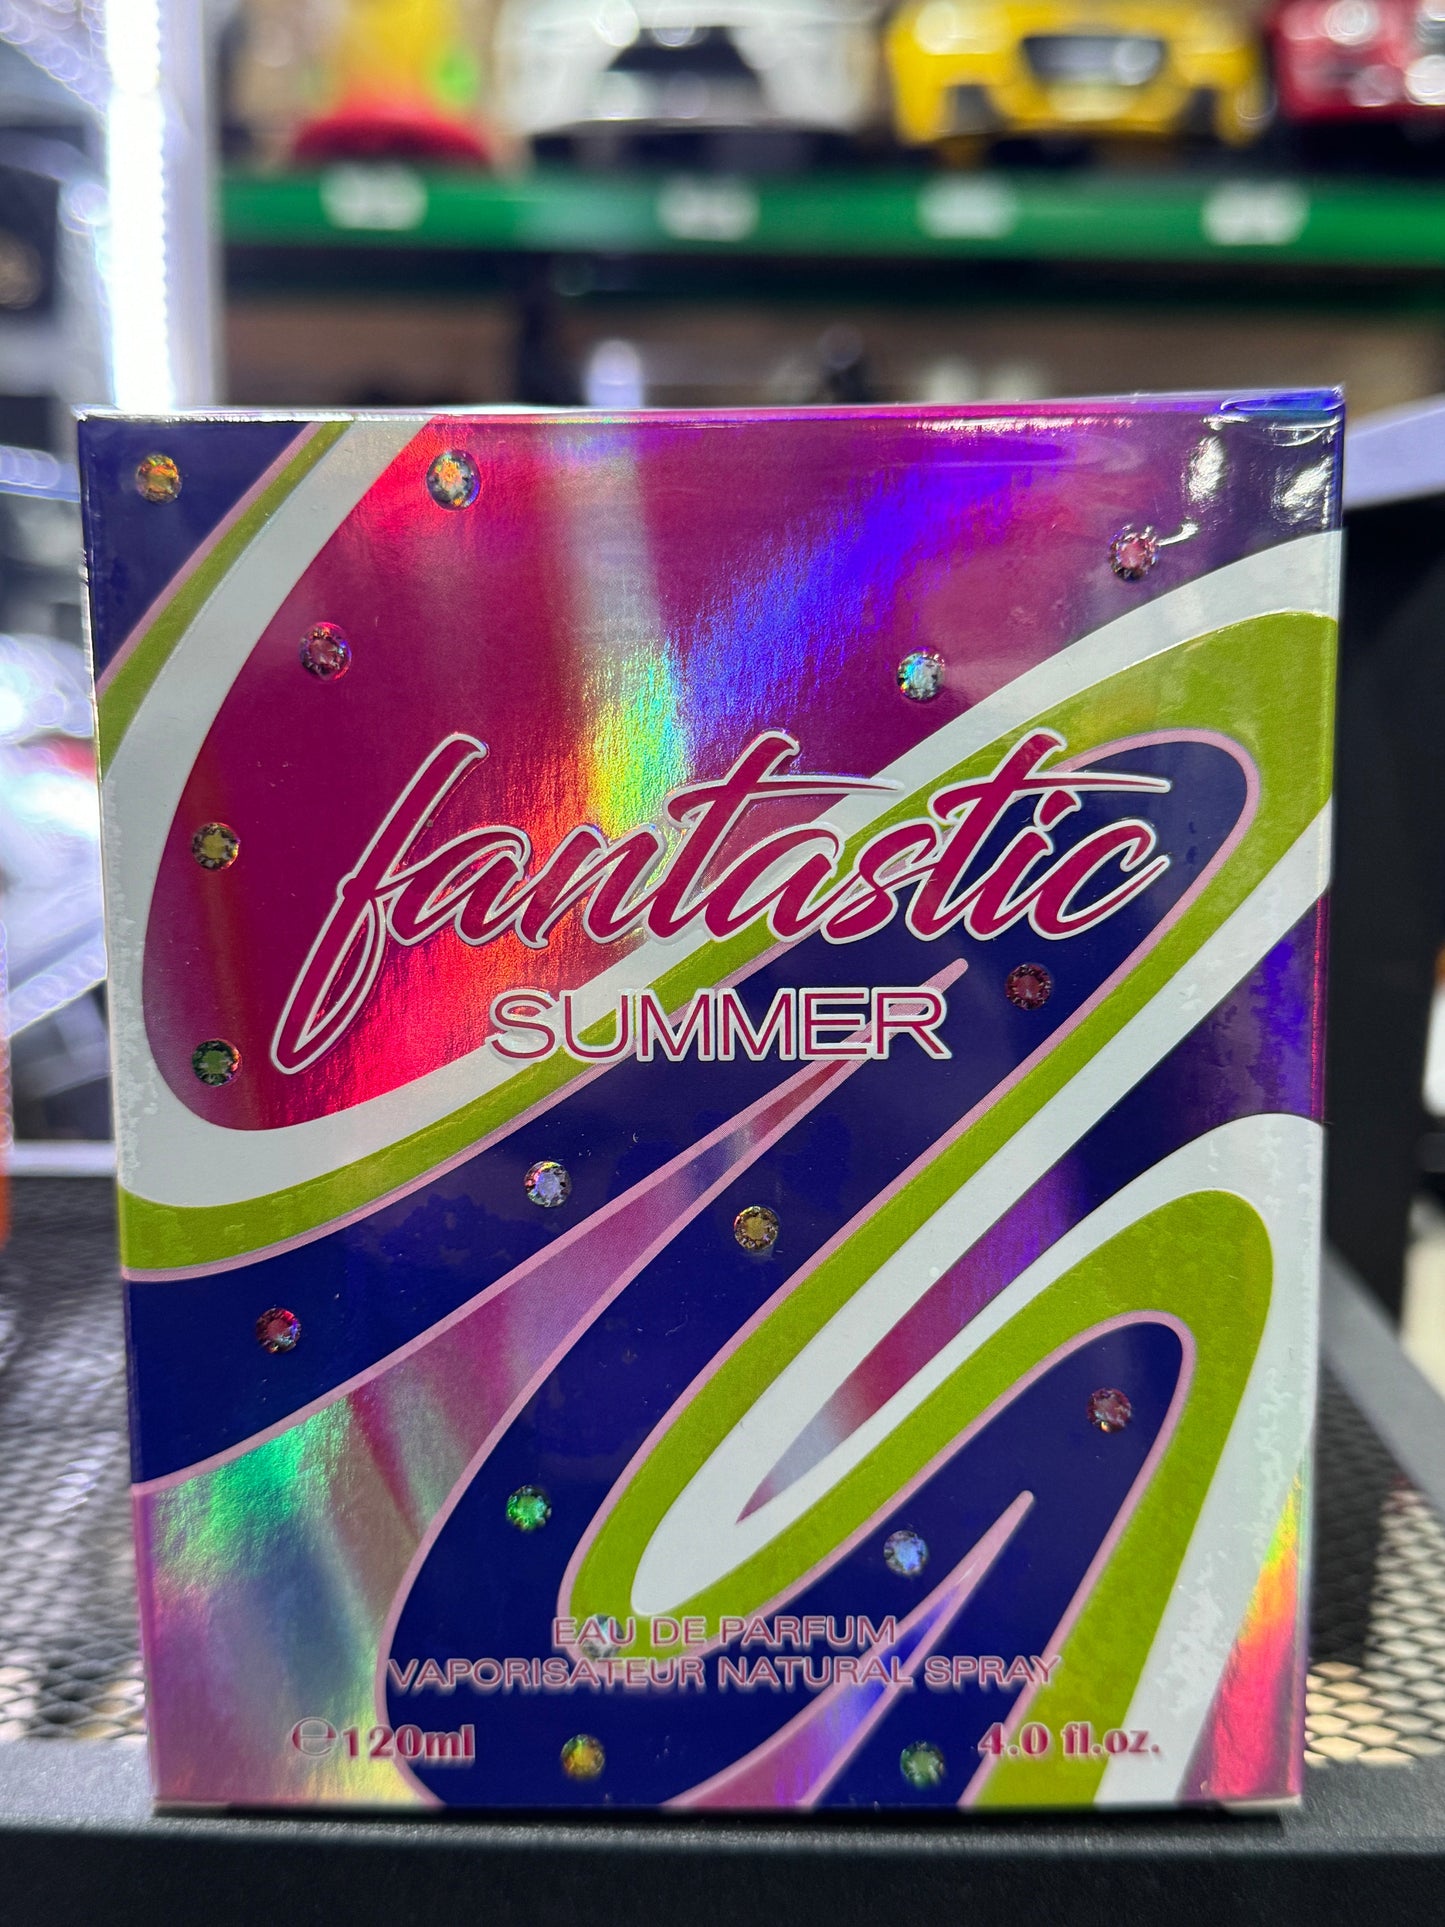 fantastic
SUMMER
EAU DE PARFUM
VAPORISATEUR NATURAL SPRAY
℮120ml 4.0 fl.oz.